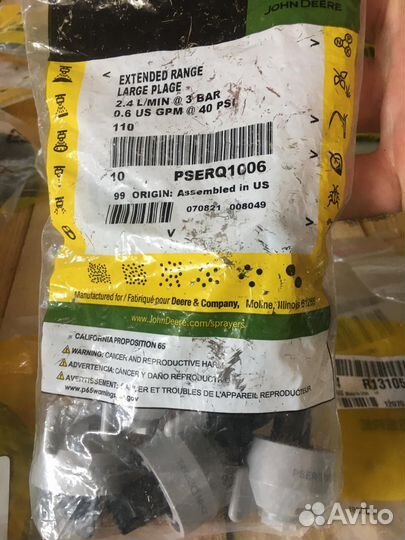 JOHN DEERE
EXTENDED RANGE
LARGE PLAGE
2.4 L/MIN @ 3 BAR
0.6 US GPM @ 40 PSI
110
10 PSERQ1006
99 ORIGIN: Assembled in US
070821 008049
Manufactured for / Fabriqué pour Deere & Company, Moline, Illinois 61265
www.JohnDeere.com/sprayers
CALIFORNIA PROPOSITION 65
WARNING: CANCER AND REPRODUCTIVE HARM
ADVERTENCIA: CÁNCER Y DAÑO REPRODUCTIVO
AVERTISSEMENT: CANCER ET TROUBLES DE L'APPAREIL REPRODUCTEUR
www.p65warnings.ca.gov
R13105
PSERQ
Avito